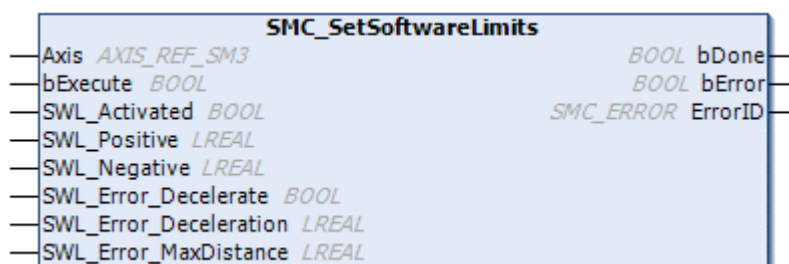 SMC_SetSoftwareLimits
Axis AXIS_REF_SM3 BOOL bDone
bExecute BOOL BOOL bError
SWL_Activated BOOL SMC_ERROR ErrorID
SWL_Positive LREAL
SWL_Negative LREAL
SWL_Error_Decelerate BOOL
SWL_Error_Deceleration LREAL
SWL_Error_MaxDistance LREAL